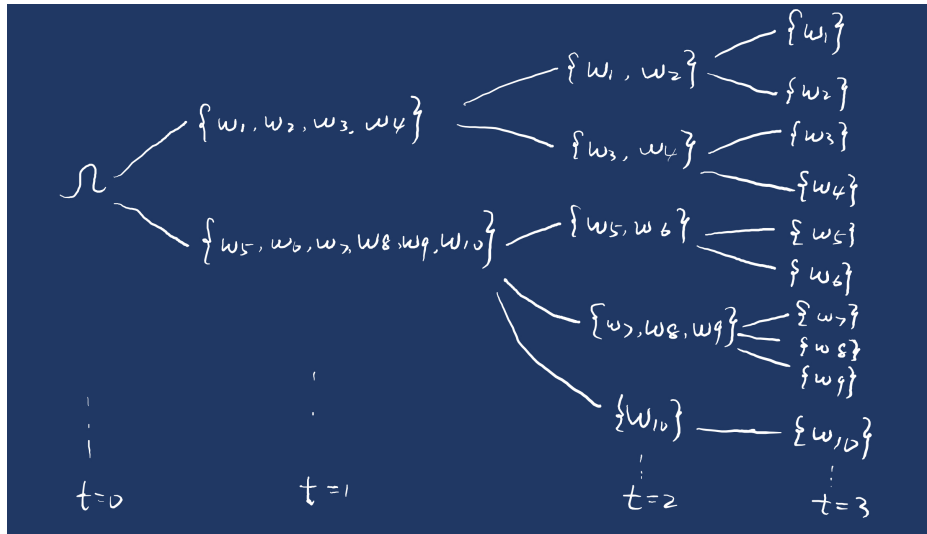 {ω1}
{ω1, ω2}
{ω2}
{ω1, ω2, ω3, ω4}
{ω3}
{ω3, ω4}
Ω
{ω4}
{ω5, ω6, ω7, ω8, ω9, ω10}
{ω5, ω6}
{ω5}
{ω6}
{ω7, ω8, ω9}
{ω7}
{ω8}
{ω9}
{ω10}
{ω10}
t=0
t=1
t=2
t=3